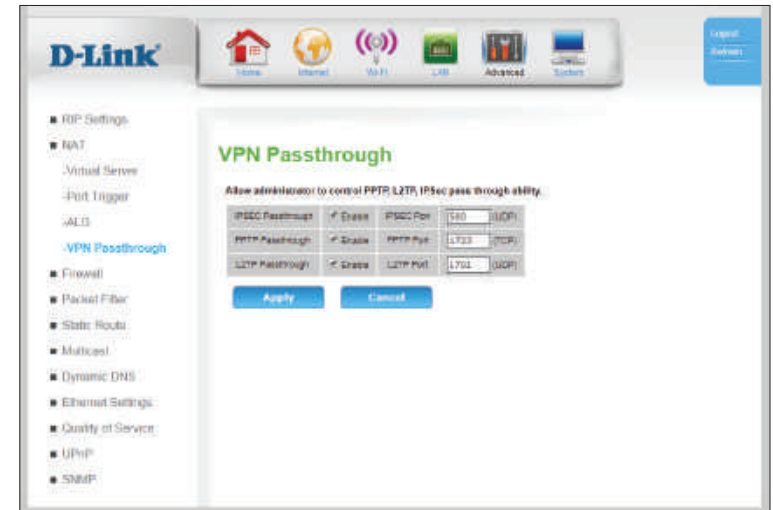 D-Link
Home Internet Wi-Fi LAN Advanced System
Logout
RIP Settings
NAT
-Virtual Server
-Port Trigger
-ALG
-VPN Passthrough
Firewall
Packet Filter
Static Route
Multicast
Dynamic DNS
Ethernet Settings
Quality of Service
UPnP
SNMP
VPN Passthrough
Allow administrator to control PPTP, L2TP, IPSec pass through ability.
IPSEC Passthrough Enable IPSEC Port 500 (UDP)
PPTP Passthrough Enable PPTP Port 1723 (TCP)
L2TP Passthrough Enable L2TP Port 1701 (UDP)
Apply Cancel